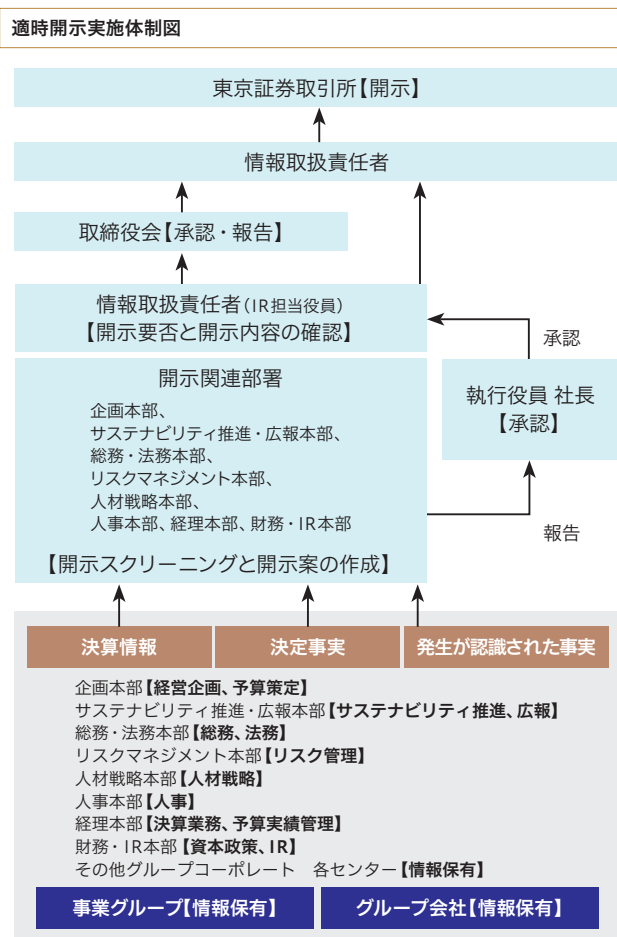 適時開示実施体制図
東京証券取引所【開示】
情報取扱責任者
取締役会【承認・報告】
情報取扱責任者(IR担当役員)
【開示要否と開示内容の確認】
承認
執行役員 社長
【承認】
開示関連部署
企画本部、
サステナビリティ推進・広報本部、
総務・法務本部、
リスクマネジメント本部、
人材戦略本部、
人事本部、経理本部、財務・IR本部
報告
【開示スクリーニングと開示案の作成】
決算情報
決定事実
発生が認識された事実
企画本部【経営企画、予算策定】
サステナビリティ推進・広報本部【サステナビリティ推進、広報】
総務・法務本部【総務、法務】
リスクマネジメント本部【リスク管理】
人材戦略本部【人材戦略】
人事本部【人事】
経理本部【決算業務、予算実績管理】
財務・IR本部【資本政策、IR】
その他グループコーポレート　各センター【情報保有】
事業グループ【情報保有】
グループ会社【情報保有】